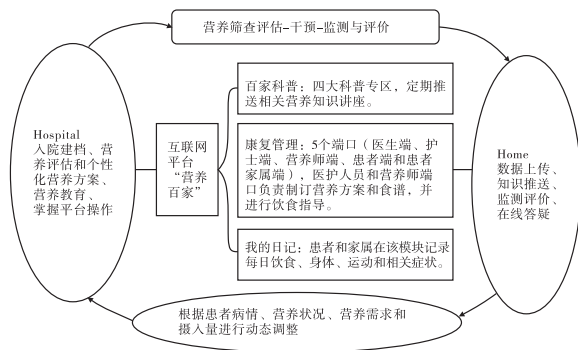 营养筛查评估-干预-监测与评价
Hospital
入院建档、营
养评估和个性
化营养方案、
营养教育、
掌握平台操作
互联网
平台
“营养
百家”
百家科普：四大科普专区，定期推
送相关营养知识讲座。
康复管理：5个端口（医生端、护
士端、营养师端、患者端和患者
家属端），医护人员和营养师端
口负责制订营养方案和食谱，并
进行饮食指导。
我的日记：患者和家属在该模块记录
每日饮食、身体、运动和相关症状。
Home
数据上传、
知识推送、
监测评价、
在线答疑
根据患者病情、营养状况、营养需求和
摄入量进行动态调整